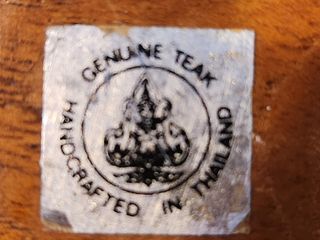 GENUINE TEAK
HANDCRAFTED IN THAILAND